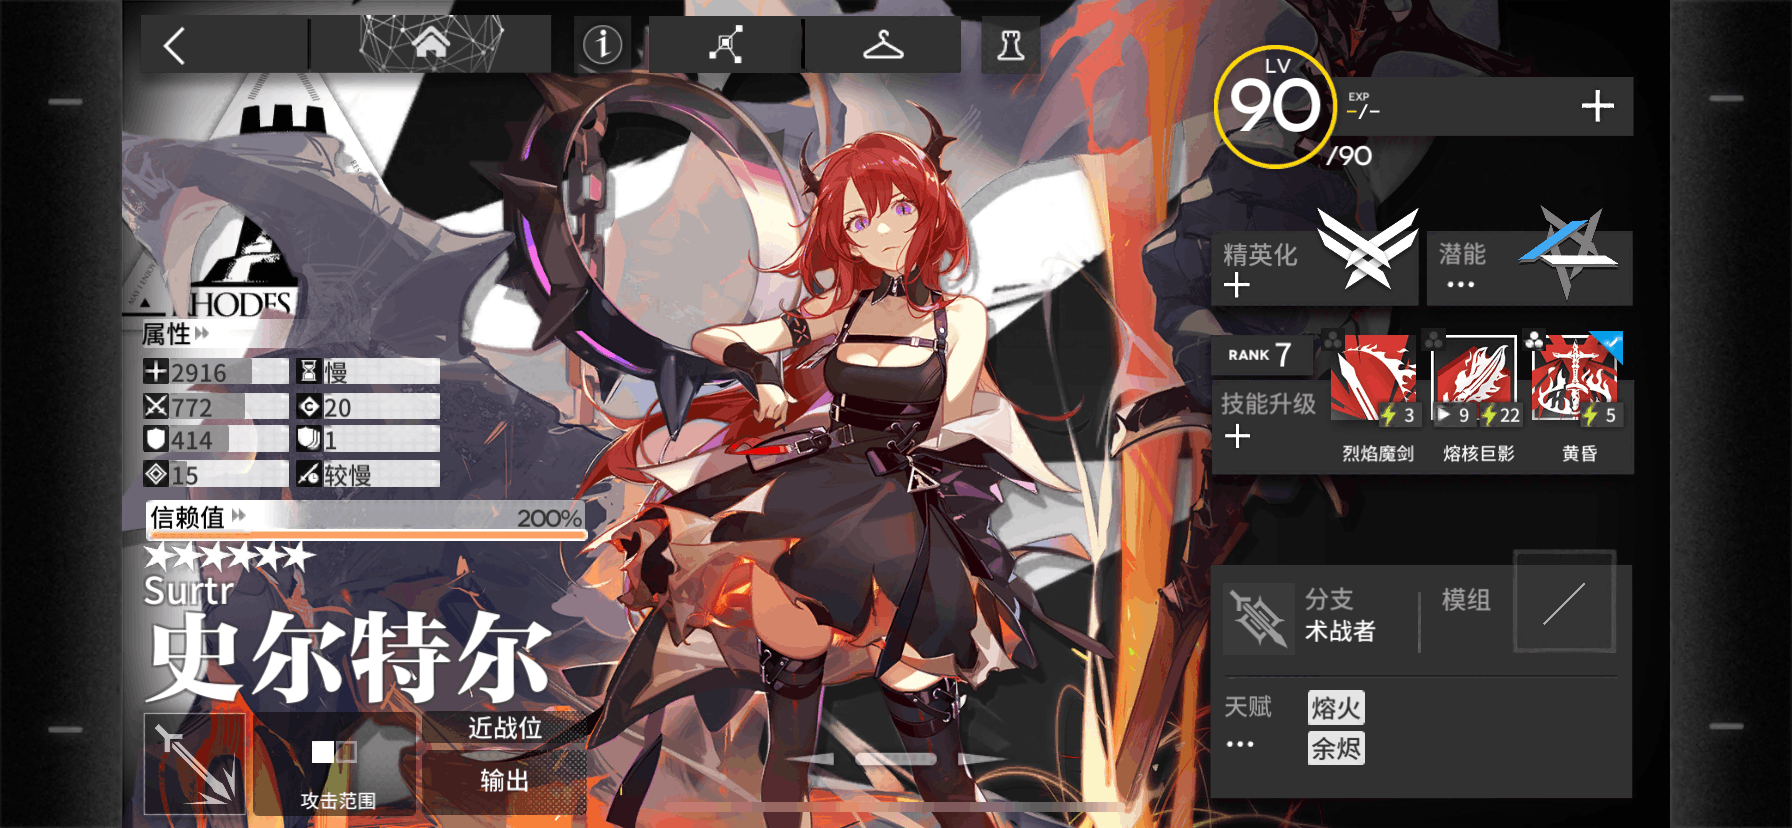 LV
90
EXP
-/-
/90
RHODES
精英化
潜能
属性
2916
慢
772
20
414
1
15
较慢
信赖值
200%
Surtr
史尔特尔
近战位
输出
攻击范围
RANK 7
技能升级
3
9
22
5
烈焰魔剑
熔核巨影
黄昏
分支
术战者
模组
天赋
熔火
余烬